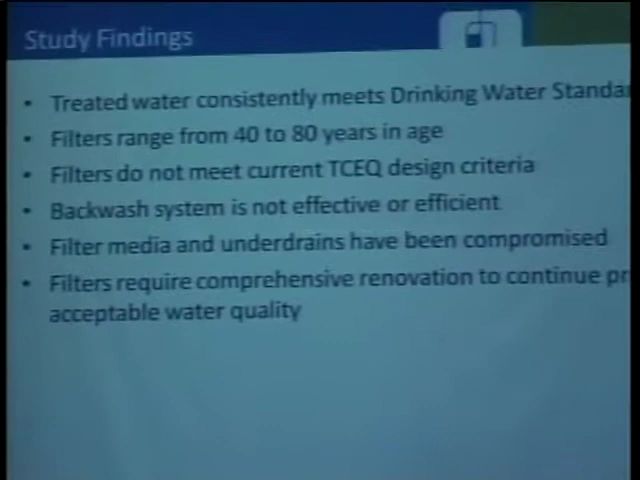 Study Findings
• Treated water consistently meets Drinking Water Standar
• Filters range from 40 to 80 years in age
• Filters do not meet current TCEQ design criteria
• Backwash system is not effective or efficient
• Filter media and underdrains have been compromised
• Filters require comprehensive renovation to continue pr
acceptable water quality